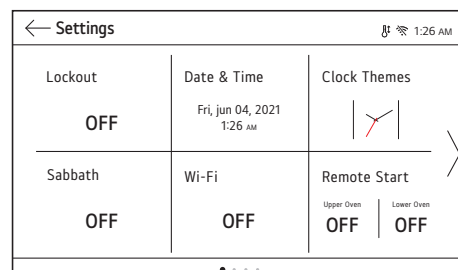 Settings
1:26 AM
Lockout
OFF
Date & Time
Fri, jun 04, 2021
1:26 AM
Clock Themes
Sabbath
OFF
Wi-Fi
OFF
Remote Start
Upper Oven Lower Oven
OFF OFF